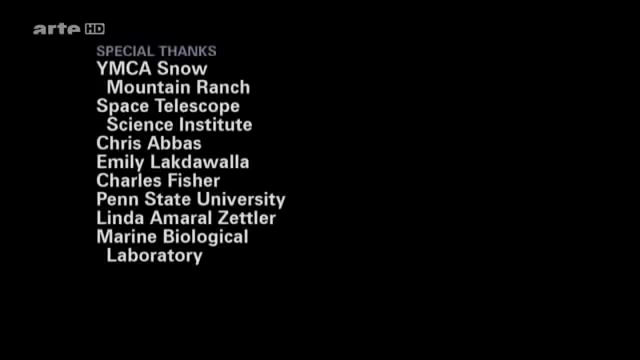 arte HD
SPECIAL THANKS
YMCA Snow
Mountain Ranch
Space Telescope
Science Institute
Chris Abbas
Emily Lakdawalla
Charles Fisher
Penn State University
Linda Amaral Zettler
Marine Biological
Laboratory